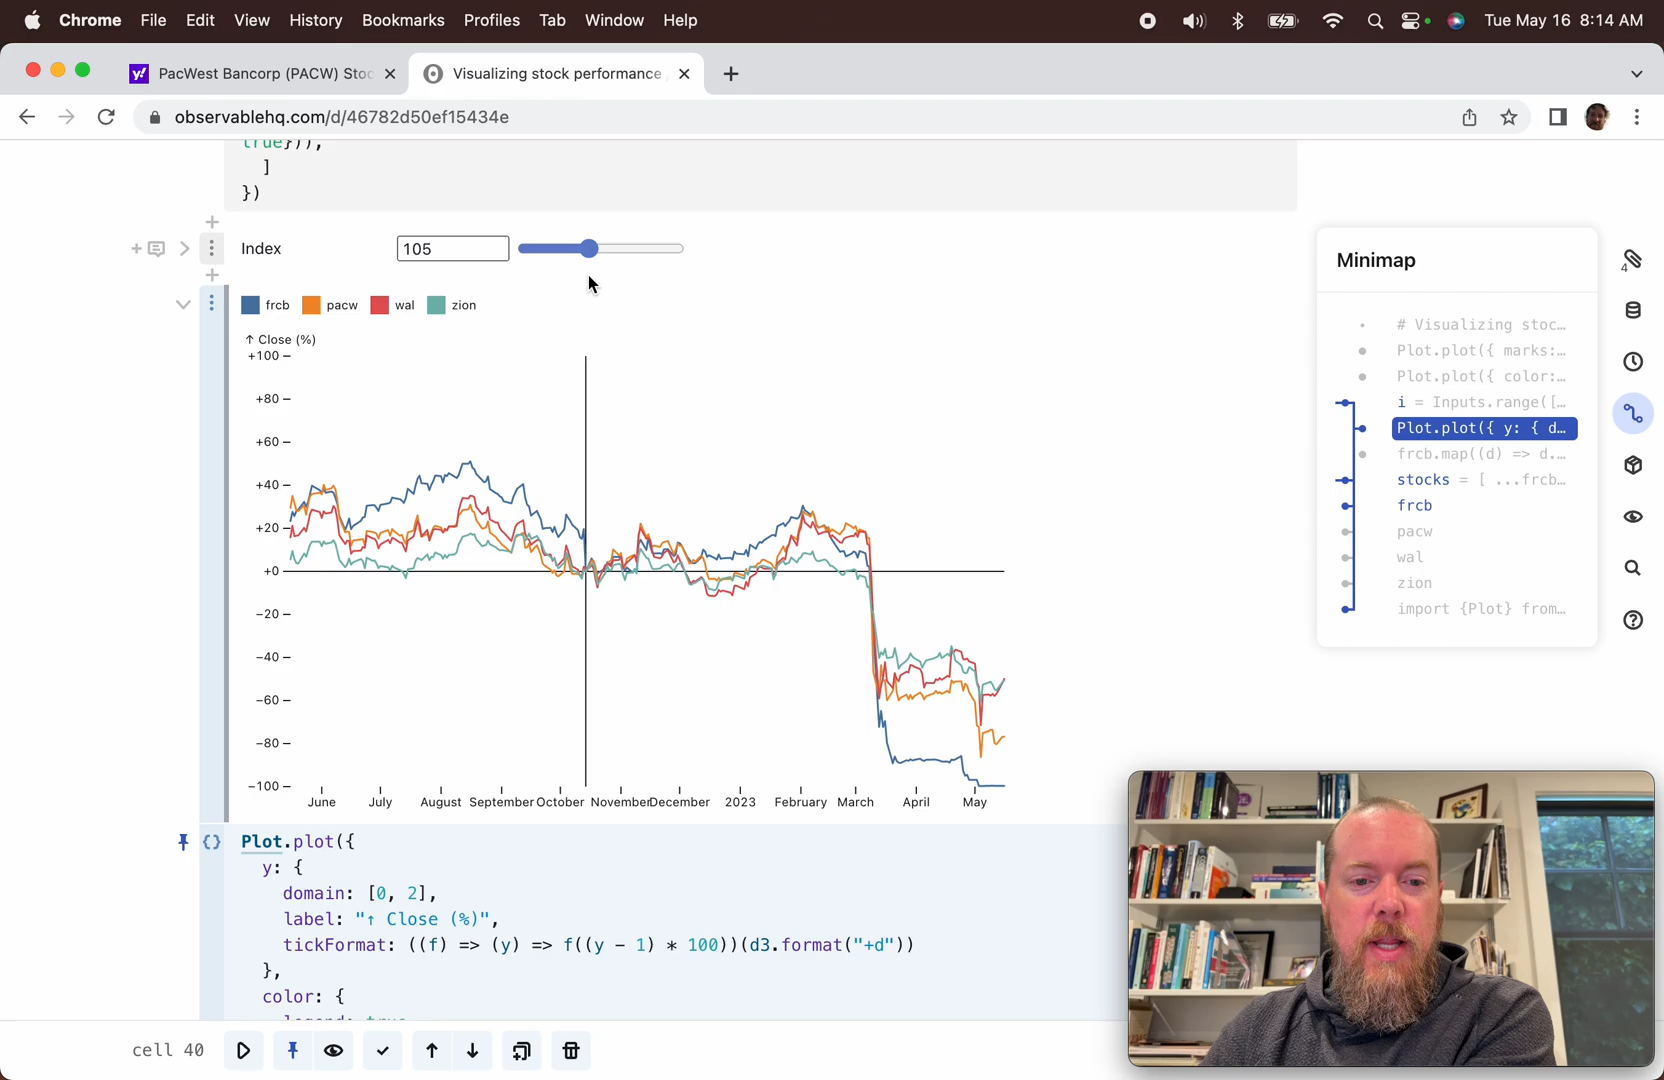 Chrome File Edit View History Bookmarks Profiles Tab Window Help Tue May 16 8:14 AM
PacWest Bancorp (PACW) Stoc Visualizing stock performance
observablehq.com/d/46782d50ef15434e
true})),
]
})
Index 105
frcb pacw wal zion
↑ Close (%)
+100
+80
+60
+40
+20
+0
−20
−40
−60
−80
−100
June July August September October November December 2023 February March April May
Plot.plot({
y: {
domain: [0, 2],
label: "↑ Close (%)",
tickFormat: ((f) => (y) => f((y − 1) * 100))(d3.format("+d"))
},
color: {
legend: true
cell 40
Minimap
# Visualizing stoc…
Plot.plot({ marks:…
Plot.plot({ color:…
i = Inputs.range([…
Plot.plot({ y: { d…
frcb.map((d) => d.…
stocks = [ ...frcb…
frcb
pacw
wal
zion
import {Plot} from…
4